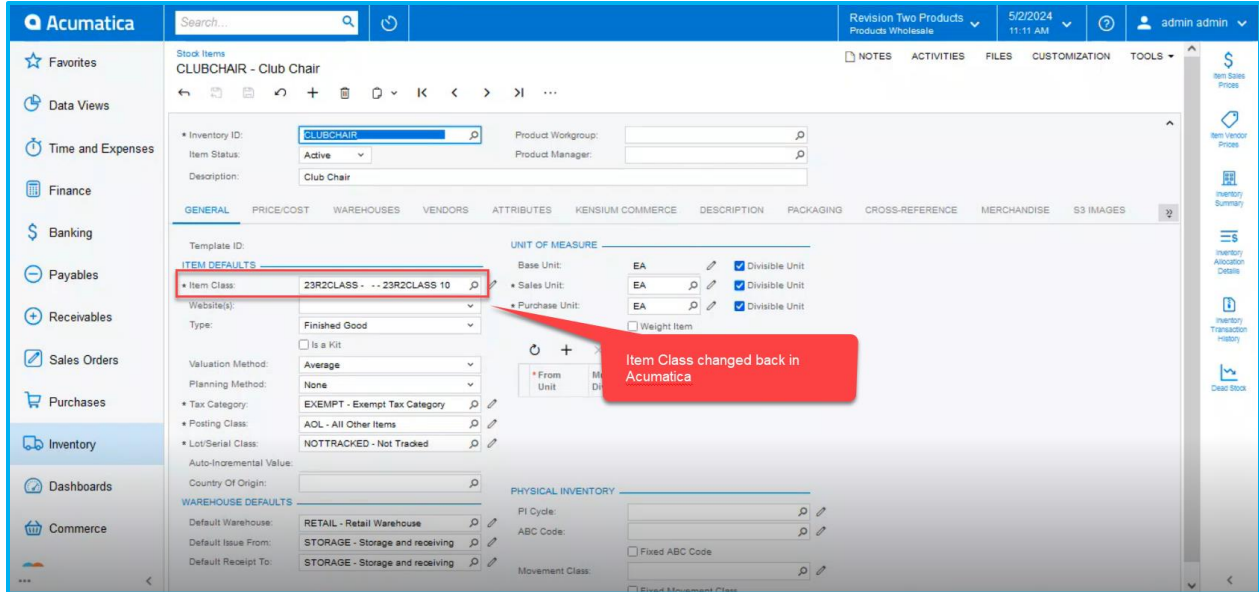 Acumatica
Search...
Revision Two Products
Products Wholesale
5/2/2024
11:11 AM
admin admin
Favorites
Data Views
Time and Expenses
Finance
Banking
Payables
Receivables
Sales Orders
Purchases
Inventory
Dashboards
Commerce
Stock Items
CLUBCHAIR - Club Chair
NOTES ACTIVITIES FILES CUSTOMIZATION TOOLS
* Inventory ID: CLUBCHAIR
Product Workgroup:
Item Status: Active
Product Manager:
Description: Club Chair
GENERAL PRICE/COST WAREHOUSES VENDORS ATTRIBUTES KENSIUM COMMERCE DESCRIPTION PACKAGING CROSS-REFERENCE MERCHANDISE S3 IMAGES
Template ID:
ITEM DEFAULTS
* Item Class: 23R2CLASS - - - 23R2CLASS 10
Website(s):
Type: Finished Good
Is a Kit
Valuation Method: Average
Planning Method: None
* Tax Category: EXEMPT - Exempt Tax Category
* Posting Class: AOL - All Other Items
* Lot/Serial Class: NOTTRACKED - Not Tracked
Auto-Incremental Value:
Country Of Origin:
WAREHOUSE DEFAULTS
Default Warehouse: RETAIL - Retail Warehouse
Default Issue From: STORAGE - Storage and receiving
Default Receipt To: STORAGE - Storage and receiving
UNIT OF MEASURE
Base Unit: EA Divisible Unit
* Sales Unit: EA Divisible Unit
* Purchase Unit: EA Divisible Unit
Weight Item
* From
Unit
Item Class changed back in
Acumatica
PHYSICAL INVENTORY
PI Cycle:
ABC Code:
Fixed ABC Code
Movement Class:
Fixed Movement Class
Item Sales
Prices
Item Vendor
Prices
Inventory
Summary
Inventory
Allocation
Details
Inventory
Transaction
History
Dead Stock